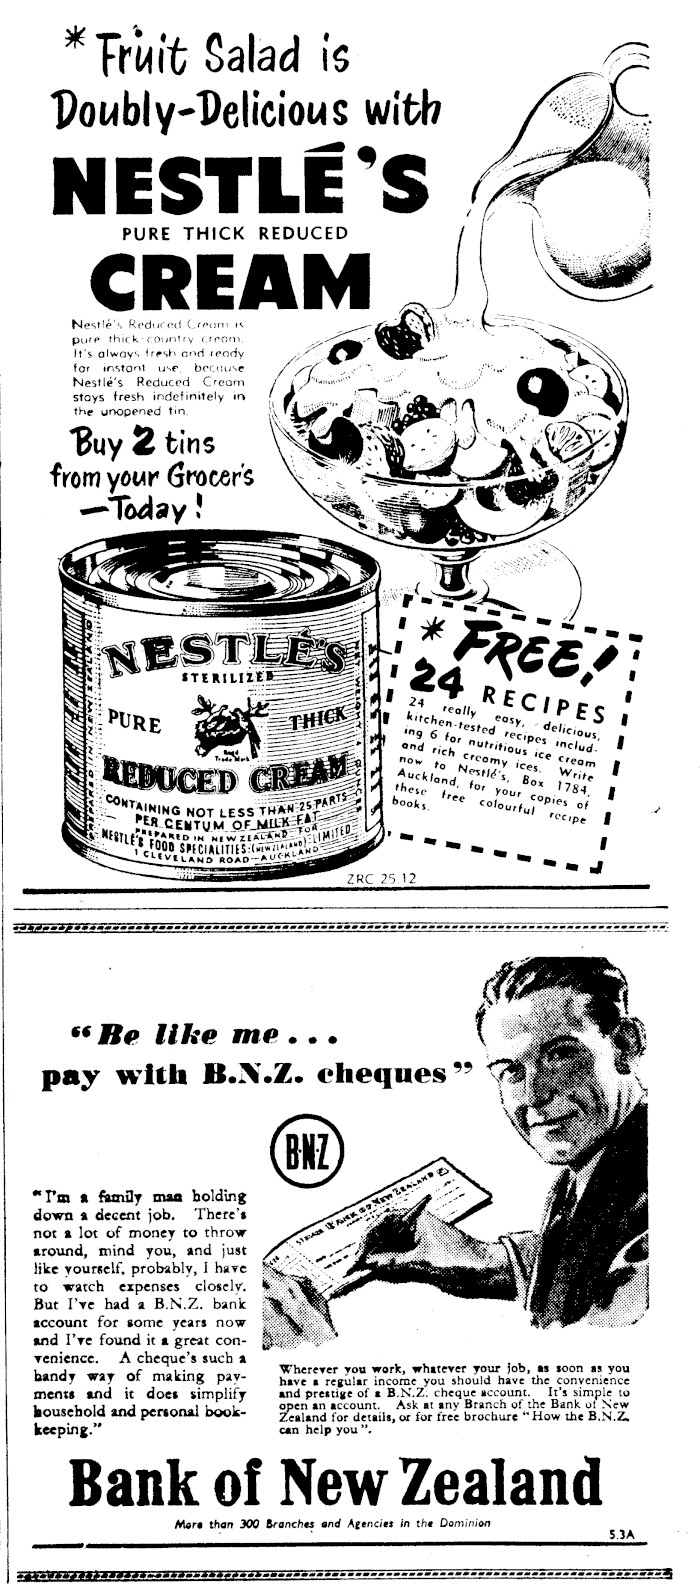 *Fruit Salad is
Doubly-Delicious with
NESTLÉ'S
PURE THICK REDUCED
CREAM
Nestlé's Reduced Cream is
pure thick country cream.
It's always fresh and ready
for instant use, because
Nestlé's Reduced Cream
stays fresh indefinitely in
the unopened tin.
Buy 2 tins
from your Grocer's
—Today!
NESTLÉ'S
STERILIZED
PURE THICK
Regd
Trade Mark
REDUCED CREAM
CONTAINING NOT LESS THAN 25 PARTS
PER CENTUM OF MILK FAT
PREPARED IN NEW ZEALAND FOR
NESTLÉ'S FOOD SPECIALITIES (NEW ZEALAND) LIMITED
1 CLEVELAND ROAD—AUCKLAND
* FREE!
24 RECIPES
24 really easy, delicious,
kitchen-tested recipes includ-
ing 6 for nutritious ice cream
and rich creamy ices. Write
now to Nestlé's, Box 1784,
Auckland, for your copies of
these free colourful recipe
books.
ZRC 25.12
"Be like me...
pay with B.N.Z. cheques"
B·N·Z
BANK OF NEW ZEALAND
"I'm a family man holding
down a decent job. There's
not a lot of money to throw
around, mind you, and just
like yourself, probably, I have
to watch expenses closely.
But I've had a B.N.Z. bank
account for some years now
and I've found it a great con-
venience. A cheque's such a
handy way of making pay-
ments and it does simplify
household and personal book-
keeping."
Wherever you work, whatever your job, as soon as you
have a regular income you should have the convenience
and prestige of a B.N.Z. cheque account. It's simple to
open an account. Ask at any Branch of the Bank of New
Zealand for details, or for free brochure "How the B.N.Z.
can help you".
Bank of New Zealand
More than 300 Branches and Agencies in the Dominion
5.3A